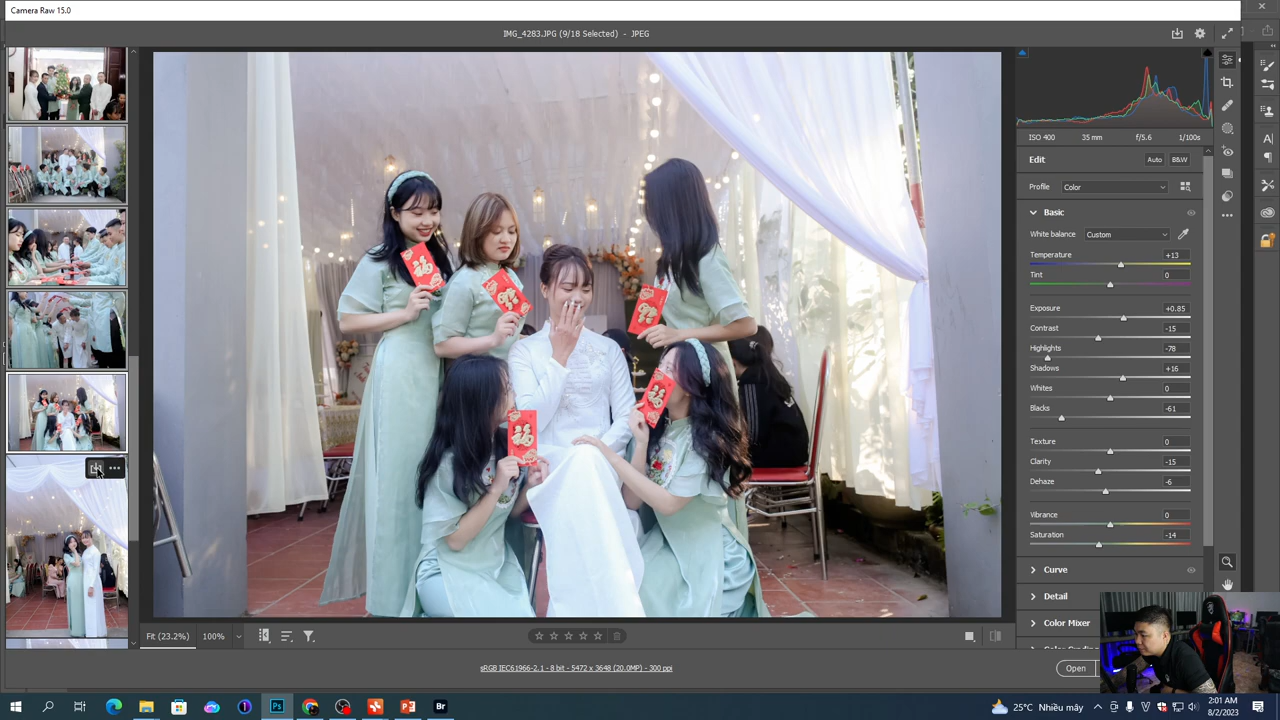 Camera Raw 15.0
IMG_4283.JPG (9/18 Selected) - JPEG
ISO 400 35 mm f/5.6 1/100s
Edit Auto B&W
Profile Color
Basic
White balance Custom
Temperature +13
Tint 0
Exposure +0.85
Contrast -15
Highlights -78
Shadows +16
Whites 0
Blacks -61
Texture 0
Clarity -15
Dehaze -6
Vibrance 0
Saturation -14
Curve
Detail
Color Mixer
福
福
Fit (23.2%) 100%
sRGB IEC61966-2.1 - 8 bit - 5472 x 3648 (20.0MP) - 300 ppi
Open
Ps
Br
25°C Nhiều mây
2:01 AM
8/2/2023